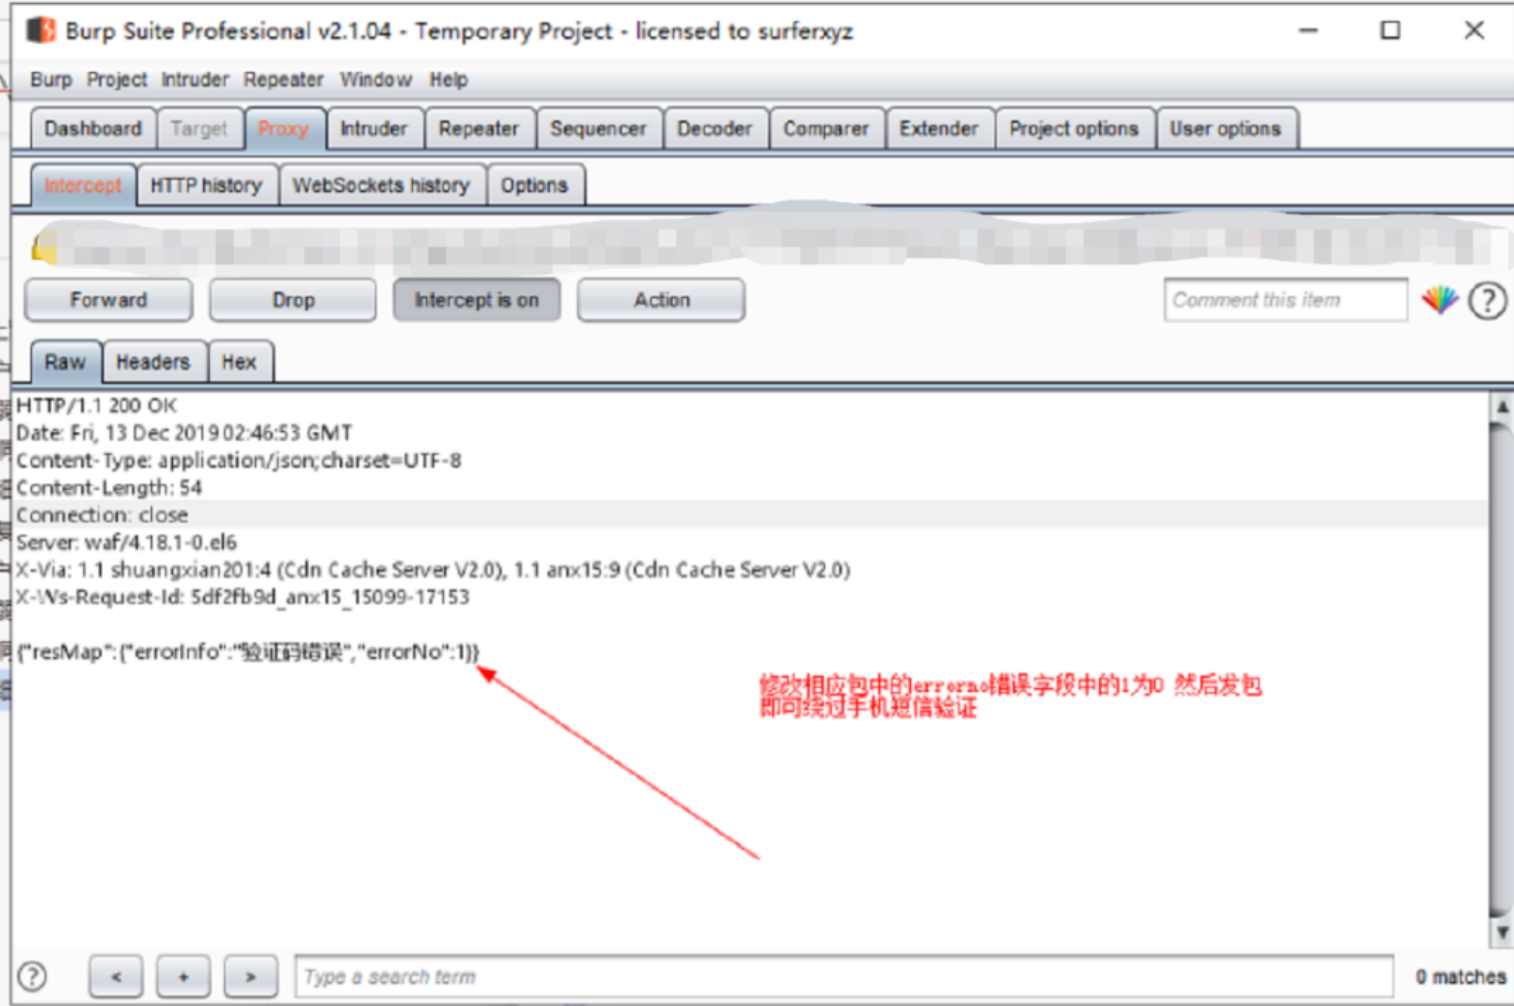 Burp Suite Professional v2.1.04 - Temporary Project - licensed to surferxyz
Burp Project Intruder Repeater Window Help
Dashboard Target Proxy Intruder Repeater Sequencer Decoder Comparer Extender Project options User options
Intercept HTTP history WebSockets history Options
Forward Drop Intercept is on Action Comment this item
Raw Headers Hex
HTTP/1.1 200 OK
Date: Fri, 13 Dec 2019 02:46:53 GMT
Content-Type: application/json;charset=UTF-8
Content-Length: 54
Connection: close
Server: waf/4.18.1-0.el6
X-Via: 1.1 shuangxian201:4 (Cdn Cache Server V2.0), 1.1 anx15:9 (Cdn Cache Server V2.0)
X-Ws-Request-Id: 5df2fb9d_anx15_15099-17153
{"resMap":{"errorInfo":"验证码错误","errorNo":1}}
修改相应包中的errorno错误字段中的1为0 然后发包
即可绕过手机短信验证
? < + > Type a search term 0 matches